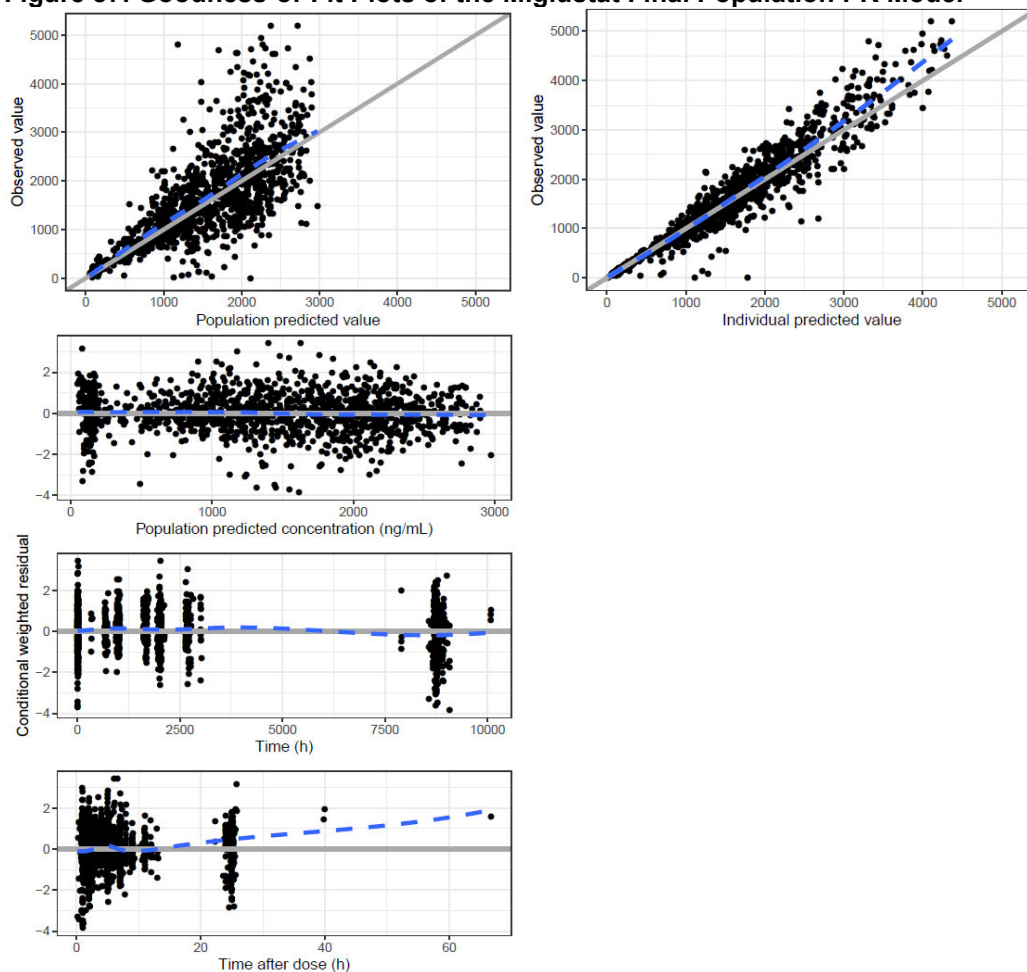 Figure Goodness-of-Fit Plots of the Miglustat Final Population PK Model
5000
4000
3000
2000
1000
0
Observed value
0 1000 2000 3000 4000 5000
Population predicted value
5000
4000
3000
2000
1000
0
Observed value
0 1000 2000 3000 4000 5000
Individual predicted value
Conditional weighted residual
2
0
−2
−4
0 1000 2000 3000
Population predicted concentration (ng/mL)
2
0
−2
−4
0 2500 5000 7500 10000
Time (h)
2
0
−2
−4
0 20 40 60
Time after dose (h)